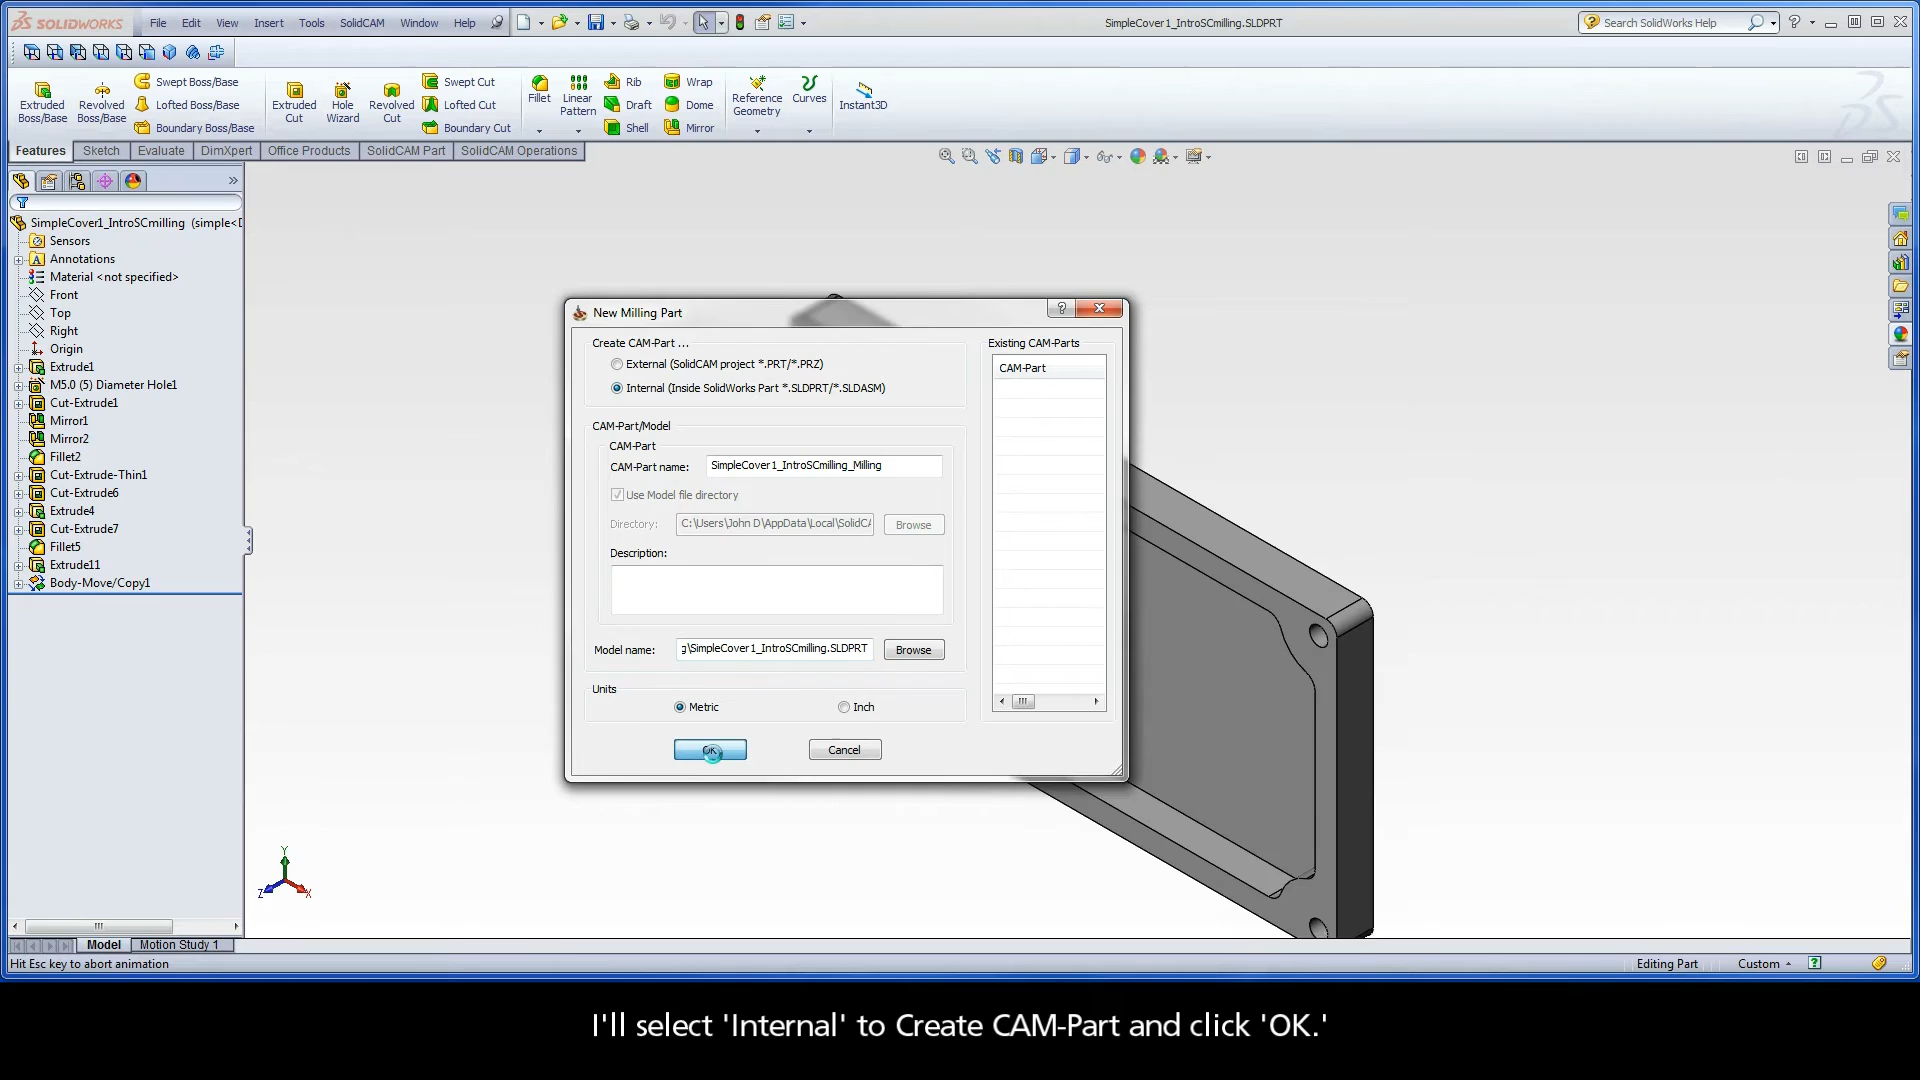 SOLIDWORKS File Edit View Insert Tools SolidCAM Window Help SimpleCover1_IntroSCmilling.SLDPRT Search SolidWorks Help
Extruded Boss/Base Revolved Boss/Base Swept Boss/Base Lofted Boss/Base Boundary Boss/Base Extruded Cut Hole Wizard Revolved Cut Swept Cut Lofted Cut Boundary Cut Fillet Linear Pattern Rib Draft Shell Wrap Dome Mirror Reference Geometry Curves Instant3D
Features Sketch Evaluate DimXpert Office Products SolidCAM Part SolidCAM Operations
SimpleCover1_IntroSCmilling (simple<D
Sensors
Annotations
Material <not specified>
Front
Top
Right
Origin
Extrude1
M5.0 (5) Diameter Hole1
Cut-Extrude1
Mirror1
Mirror2
Fillet2
Cut-Extrude-Thin1
Cut-Extrude6
Extrude4
Cut-Extrude7
Fillet5
Extrude11
Body-Move/Copy1
New Milling Part
Create CAM-Part ...
External (SolidCAM project *.PRT/*.PRZ)
Internal (Inside SolidWorks Part *.SLDPRT/*.SLDASM)
CAM-Part/Model
CAM-Part
CAM-Part name: SimpleCover1_IntroSCmilling_Milling
Use Model file directory
Directory: C:\Users\John D\AppData\Local\SolidCA Browse
Description:
Model name: g\SimpleCover1_IntroSCmilling.SLDPRT Browse
Units
Metric Inch
OK Cancel
Existing CAM-Parts
CAM-Part
Y
Z X
Model Motion Study 1
Hit Esc key to abort animation Editing Part Custom
I'll select 'Internal' to Create CAM-Part and click 'OK.'